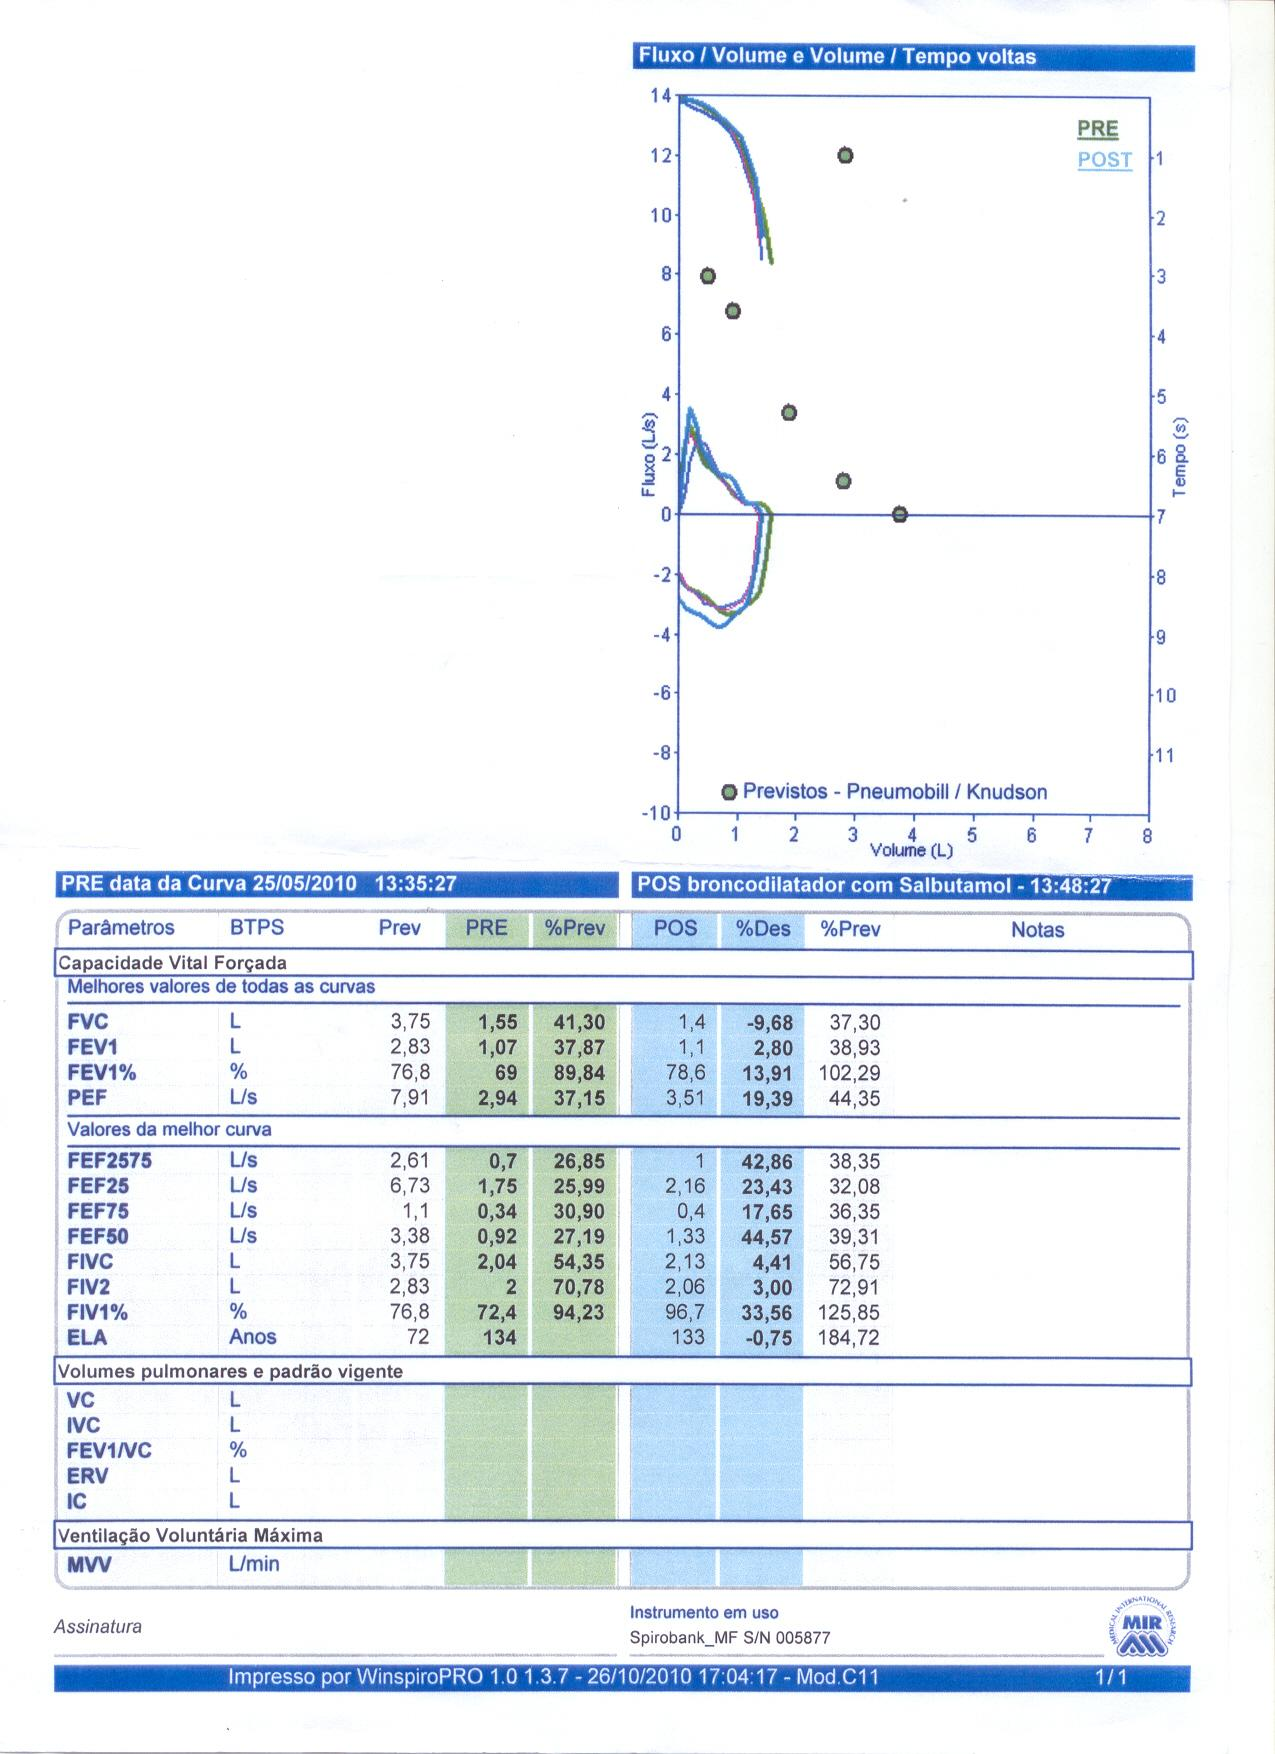 Fluxo / Volume e Volume / Tempo voltas
14
12
10
8
6
4
2
0
-2
-4
-6
-8
-10
Fluxo (L/s)
PRE
POST
1
2
3
4
5
6
7
8
9
10
11
Tempo (s)
Previstos - Pneumobill / Knudson
0 1 2 3 4 5 6 7 8
Volume (L)
PRE data da Curva 25/05/2010 13:35:27
POS broncodilatador com Salbutamol - 13:48:27
Parâmetros BTPS Prev PRE %Prev POS %Des %Prev Notas
Capacidade Vital Forçada
Melhores valores de todas as curvas
FVC L 3,75 1,55 41,30 1,4 -9,68 37,30
FEV1 L 2,83 1,07 37,87 1,1 2,80 38,93
FEV1% % 76,8 69 89,84 78,6 13,91 102,29
PEF L/s 7,91 2,94 37,15 3,51 19,39 44,35
Valores da melhor curva
FEF2575 L/s 2,61 0,7 26,85 1 42,86 38,35
FEF25 L/s 6,73 1,75 25,99 2,16 23,43 32,08
FEF75 L/s 1,1 0,34 30,90 0,4 17,65 36,35
FEF50 L/s 3,38 0,92 27,19 1,33 44,57 39,31
FIVC L 3,75 2,04 54,35 2,13 4,41 56,75
FIV2 L 2,83 2 70,78 2,06 3,00 72,91
FIV1% % 76,8 72,4 94,23 96,7 33,56 125,85
ELA Anos 72 134 133 -0,75 184,72
Volumes pulmonares e padrão vigente
VC L
IVC L
FEV1/VC %
ERV L
IC L
Ventilação Voluntária Máxima
MVV L/min
Assinatura
Instrumento em uso
Spirobank_MF S/N 005877
MEDICAL INTERNATIONAL RESEARCH
MIR
Impresso por WinspiroPRO 1.0 1.3.7 - 26/10/2010 17:04:17 - Mod.C11 1/1